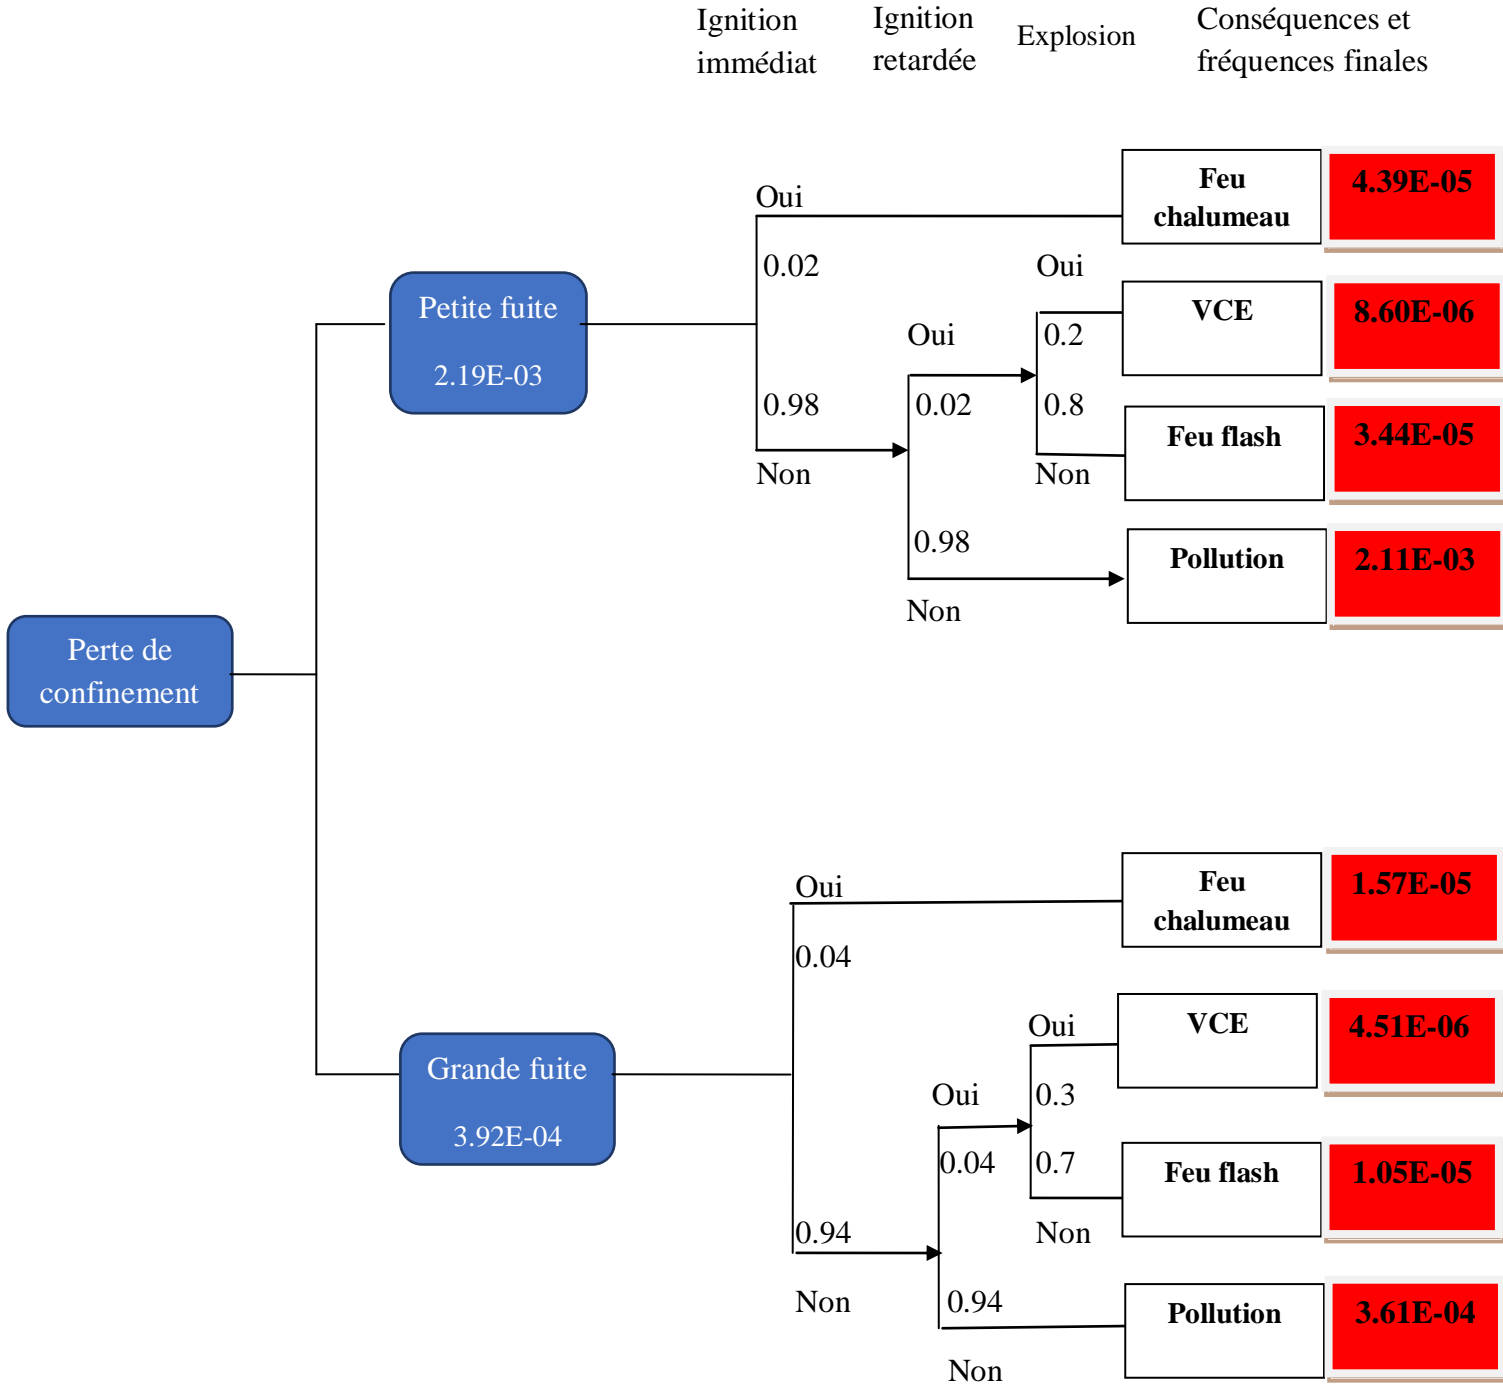 Ignition
immédiat
Ignition
retardée
Explosion
Conséquences et
fréquences finales
Oui
Feu
chalumeau
4.39E-05
0.02
Oui
Petite fuite
2.19E-03
VCE
8.60E-06
Oui
0.2
0.98
0.02
0.8
Feu flash
3.44E-05
Non
Non
0.98
Pollution
2.11E-03
Non
Perte de
confinement
Oui
Feu
chalumeau
1.57E-05
0.04
Oui
VCE
4.51E-06
Grande fuite
3.92E-04
Oui
0.3
0.04
0.7
Feu flash
1.05E-05
0.94
Non
Non
0.94
Pollution
3.61E-04
Non